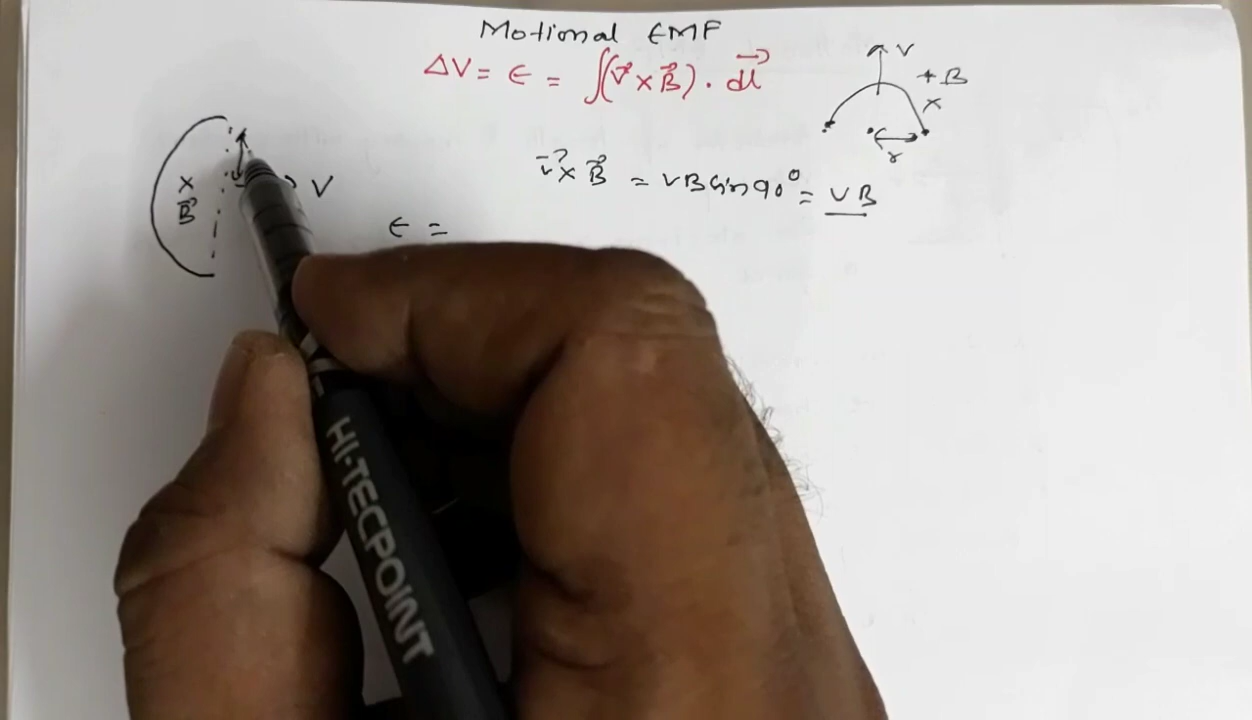 Motional EMF
ΔV = ϵ = ∫(v⃗ × B⃗) . dl⃗
V
+ B
×
r
v⃗ × B⃗ = VB Sin 90° = VB
×
B⃗
V
ϵ =
HI-TECPOINT